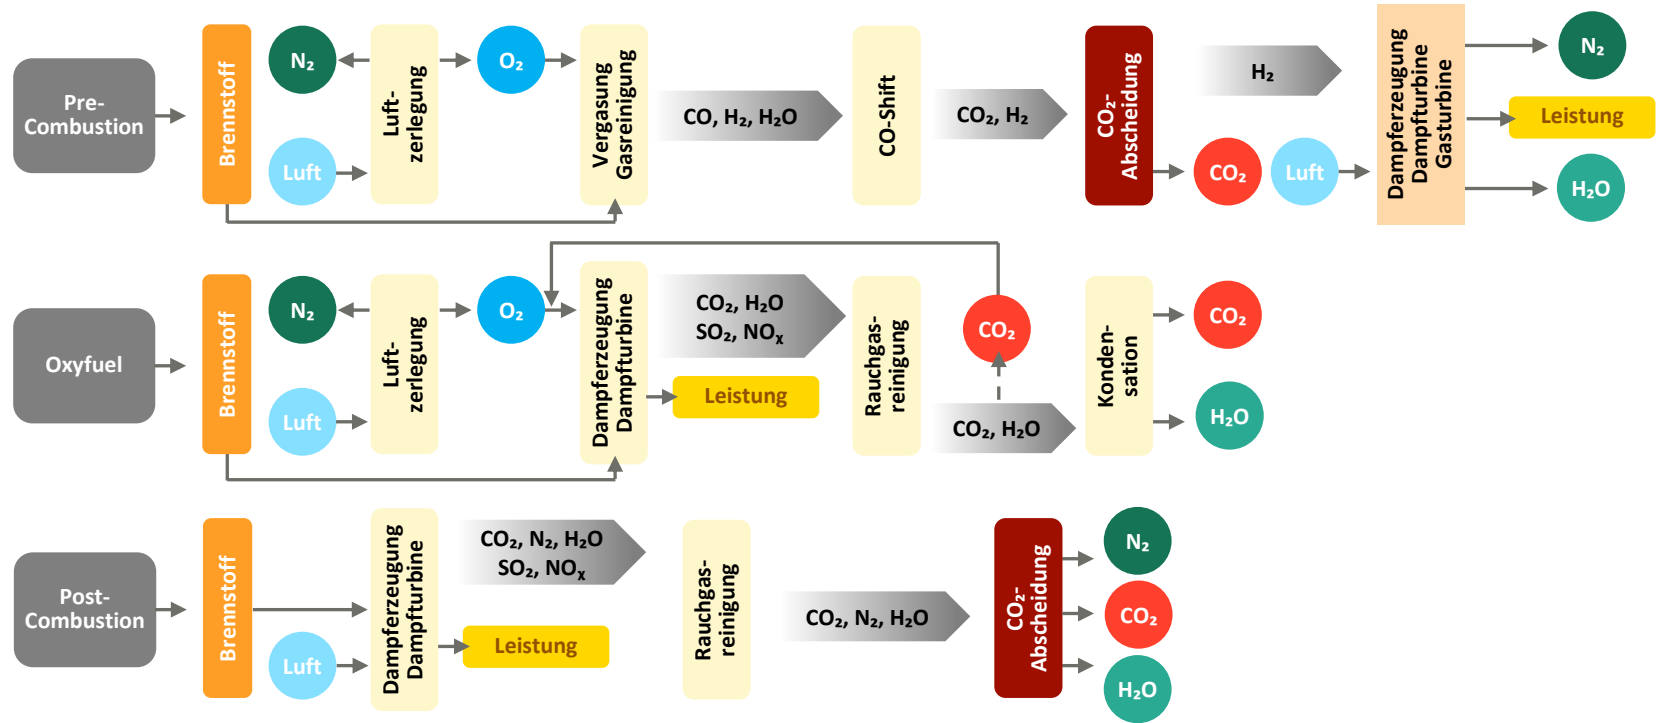 Pre-
Combustion
Brennstoff
N₂
Luft
Luft-
zerlegung
O₂
Vergasung
Gasreinigung
CO, H₂, H₂O
CO-Shift
CO₂, H₂
CO₂-
Abscheidung
CO₂
H₂
Luft
Dampferzeugung
Dampfturbine
Gasturbine
N₂
Leistung
H₂O
Oxyfuel
Brennstoff
N₂
Luft
Luft-
zerlegung
O₂
Dampferzeugung
Dampfturbine
CO₂, H₂O
SO₂, NOₓ
Leistung
Rauchgas-
reinigung
CO₂
CO₂, H₂O
Konden-
sation
CO₂
H₂O
Post-
Combustion
Brennstoff
Luft
Dampferzeugung
Dampfturbine
CO₂, N₂, H₂O
SO₂, NOₓ
Leistung
Rauchgas-
reinigung
CO₂, N₂, H₂O
CO₂-
Abscheidung
N₂
CO₂
H₂O